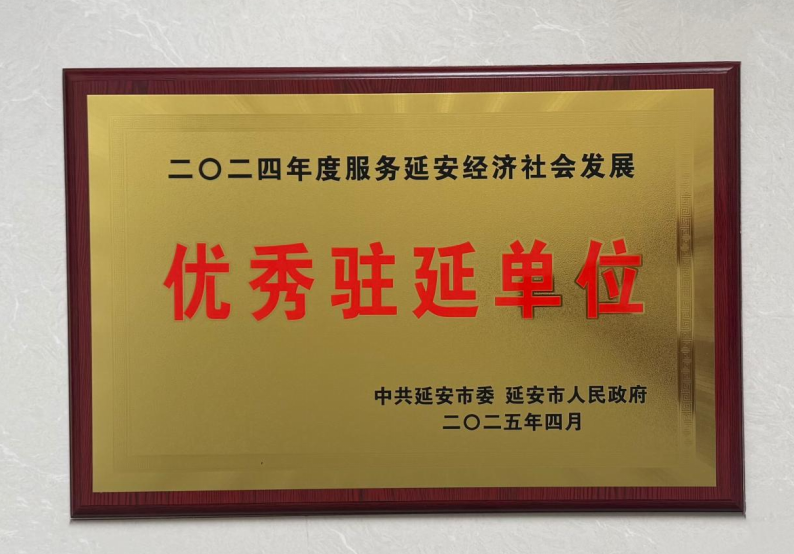 二〇二四年度服务延安经济社会发展
优秀驻延单位
中共延安市委 延安市人民政府
二〇二五年四月